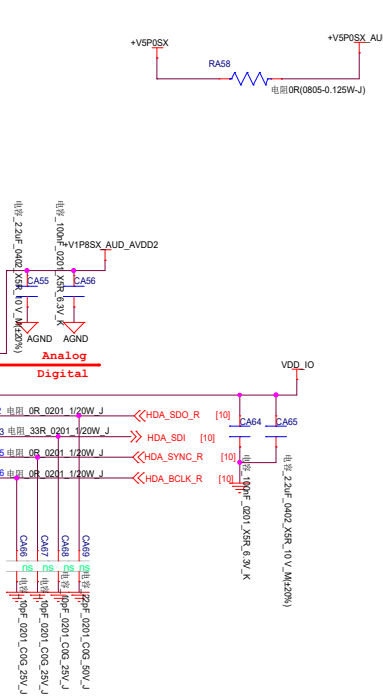 +V5P0SX
+V5P0SX_AU
RA58
电阻0R(0805-0.125W-J)
电容_2.2uF_0402_X5R_10 V_M(±20%)
电容_100nF_0201_X5R_6.3V_K
+V1P8SX_AUD_AVDD2
CA55
CA56
AGND
AGND
Analog
Digital
VDD_IO
电阻_0R_0201_1/20W_J
HDA_SDO_R
[10]
CA64
CA65
3
电阻_33R_0201_1/20W_J
HDA_SDI
[10]
5
电阻_0R_0201_1/20W_J
HDA_SYNC_R
[10]
6
电阻_0R_0201_1/20W_J
HDA_BCLK_R
[10]
电容_100nF_0201_X5R_6.3V_K
电容_2.2uF_0402_X5R_10 V_M(±20%)
CA66
CA67
CA68
CA69
ns
ns
ns
ns
电容_10pF_0201_C0G_25V_J
电容_10pF_0201_C0G_25V_J
电容_10pF_0201_C0G_25V_J
电容_22pF_0201_C0G_50V_J